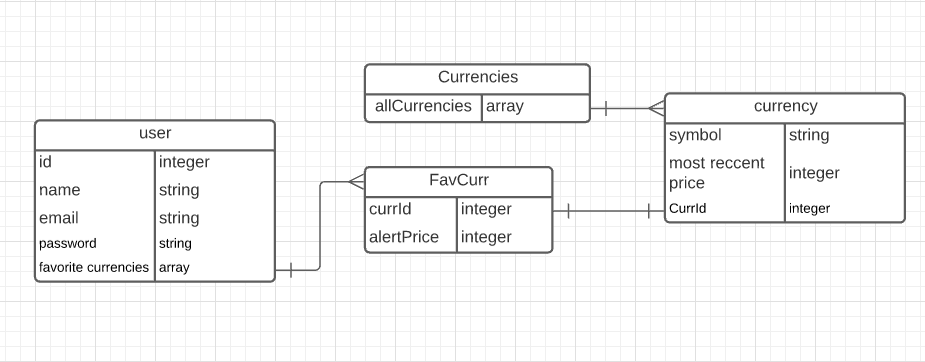 Currencies
allCurrencies array
currency
symbol string
most reccent
price
integer
CurrId integer
user
id integer
name string
email string
password string
favorite currencies array
FavCurr
currId integer
alertPrice integer